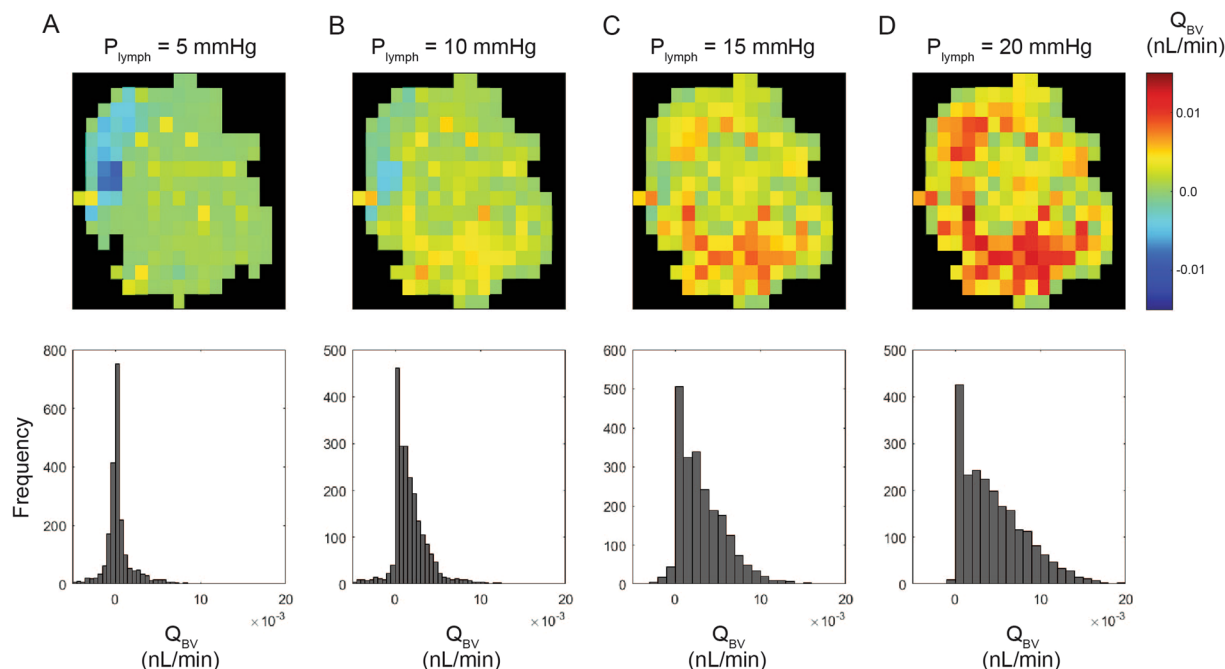 A
P_lymph = 5 mmHg
B
P_lymph = 10 mmHg
C
P_lymph = 15 mmHg
D
P_lymph = 20 mmHg
Q_BV
(nL/min)
0.01
0.0
-0.01
Frequency
800
600
400
200
0
0
20
× 10⁻³
Q_BV
(nL/min)
500
400
300
200
100
0
0
10
20
× 10⁻³
Q_BV
(nL/min)
600
500
400
300
200
100
0
0
10
20
× 10⁻³
Q_BV
(nL/min)
500
400
300
200
100
0
0
10
20
× 10⁻³
Q_BV
(nL/min)